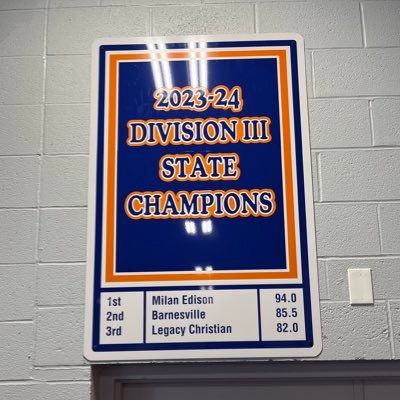 2023-24
DIVISION III
STATE
CHAMPIONS
1st Milan Edison 94.0
2nd Barnesville 85.5
3rd Legacy Christian 82.0